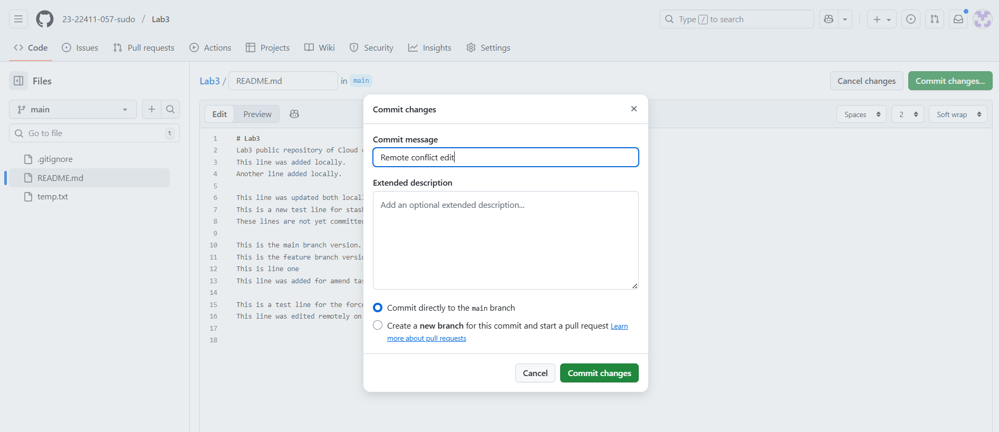 23-22411-057-sudo / Lab3
Type / to search
Code
Issues
Pull requests
Actions
Projects
Wiki
Security
Insights
Settings
Files
main
Go to file
t
.gitignore
README.md
temp.txt
Lab3 / README.md in main
Cancel changes
Commit changes...
Edit
Preview
Spaces
2
Soft wrap
1 # Lab3
2 Lab3 public repository of Cloud
3 This line was added locally.
4 Another line added locally.
5
6 This line was updated both
7 This is a new test line for
8 These lines are not yet
9
10 This is the main branch version.
11 This is the feature branch
12 This is line one
13 This line was added for amend
14
15 This is a test line for the
16 This line was edited remotely on
17
18
Commit changes
Commit message
Remote conflict edit
Extended description
Add an optional extended description...
Commit directly to the main branch
Create a new branch for this commit and start a pull request Learn
more about pull requests
Cancel
Commit changes